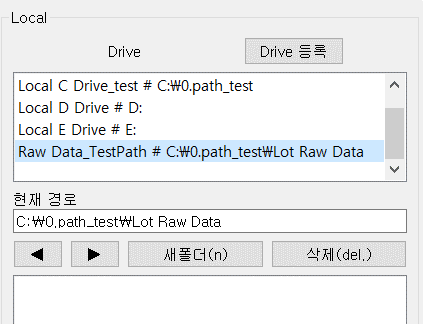 Local
Drive
Drive 등록
Local C Drive_test # C:₩0.path_test
Local D Drive # D:
Local E Drive # E:
Raw Data_TestPath # C:₩0.path_test₩Lot Raw Data
현재 경로
C:₩0.path_test₩Lot Raw Data
◀ ▶ 새폴더(n) 삭제(del.)